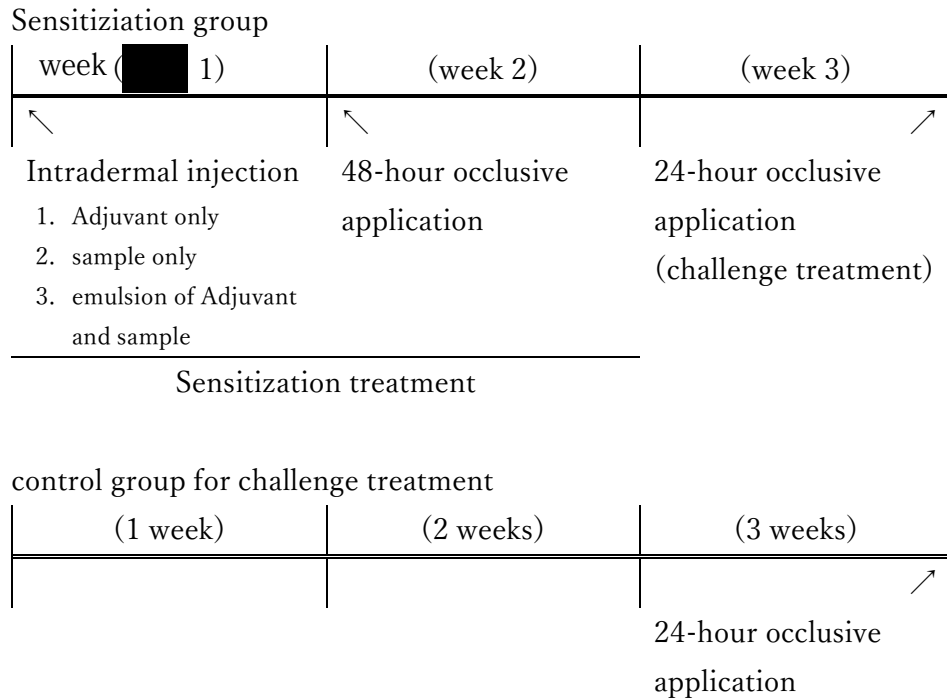 Sensitiziation group
week ( 1) (week 2) (week 3)
↖ ↖ ↗
Intradermal injection 48-hour occlusive 24-hour occlusive
1. Adjuvant only application application
2. sample only (challenge treatment)
3. emulsion of Adjuvant
and sample
Sensitization treatment
control group for challenge treatment
(1 week) (2 weeks) (3 weeks)
↗
24-hour occlusive
application